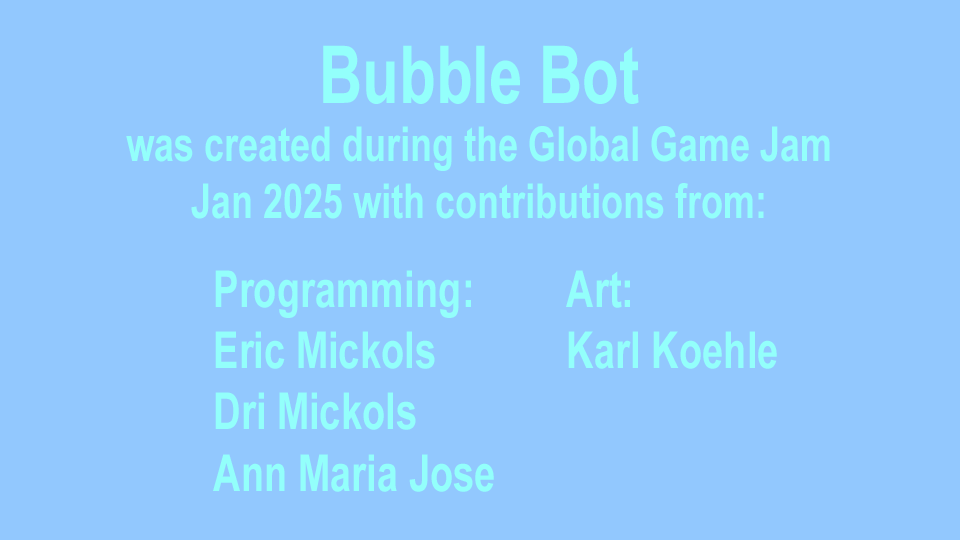 Bubble Bot
was created during the Global Game Jam
Jan 2025 with contributions from:
Programming:
Eric Mickols
Dri Mickols
Ann Maria Jose
Art:
Karl Koehle